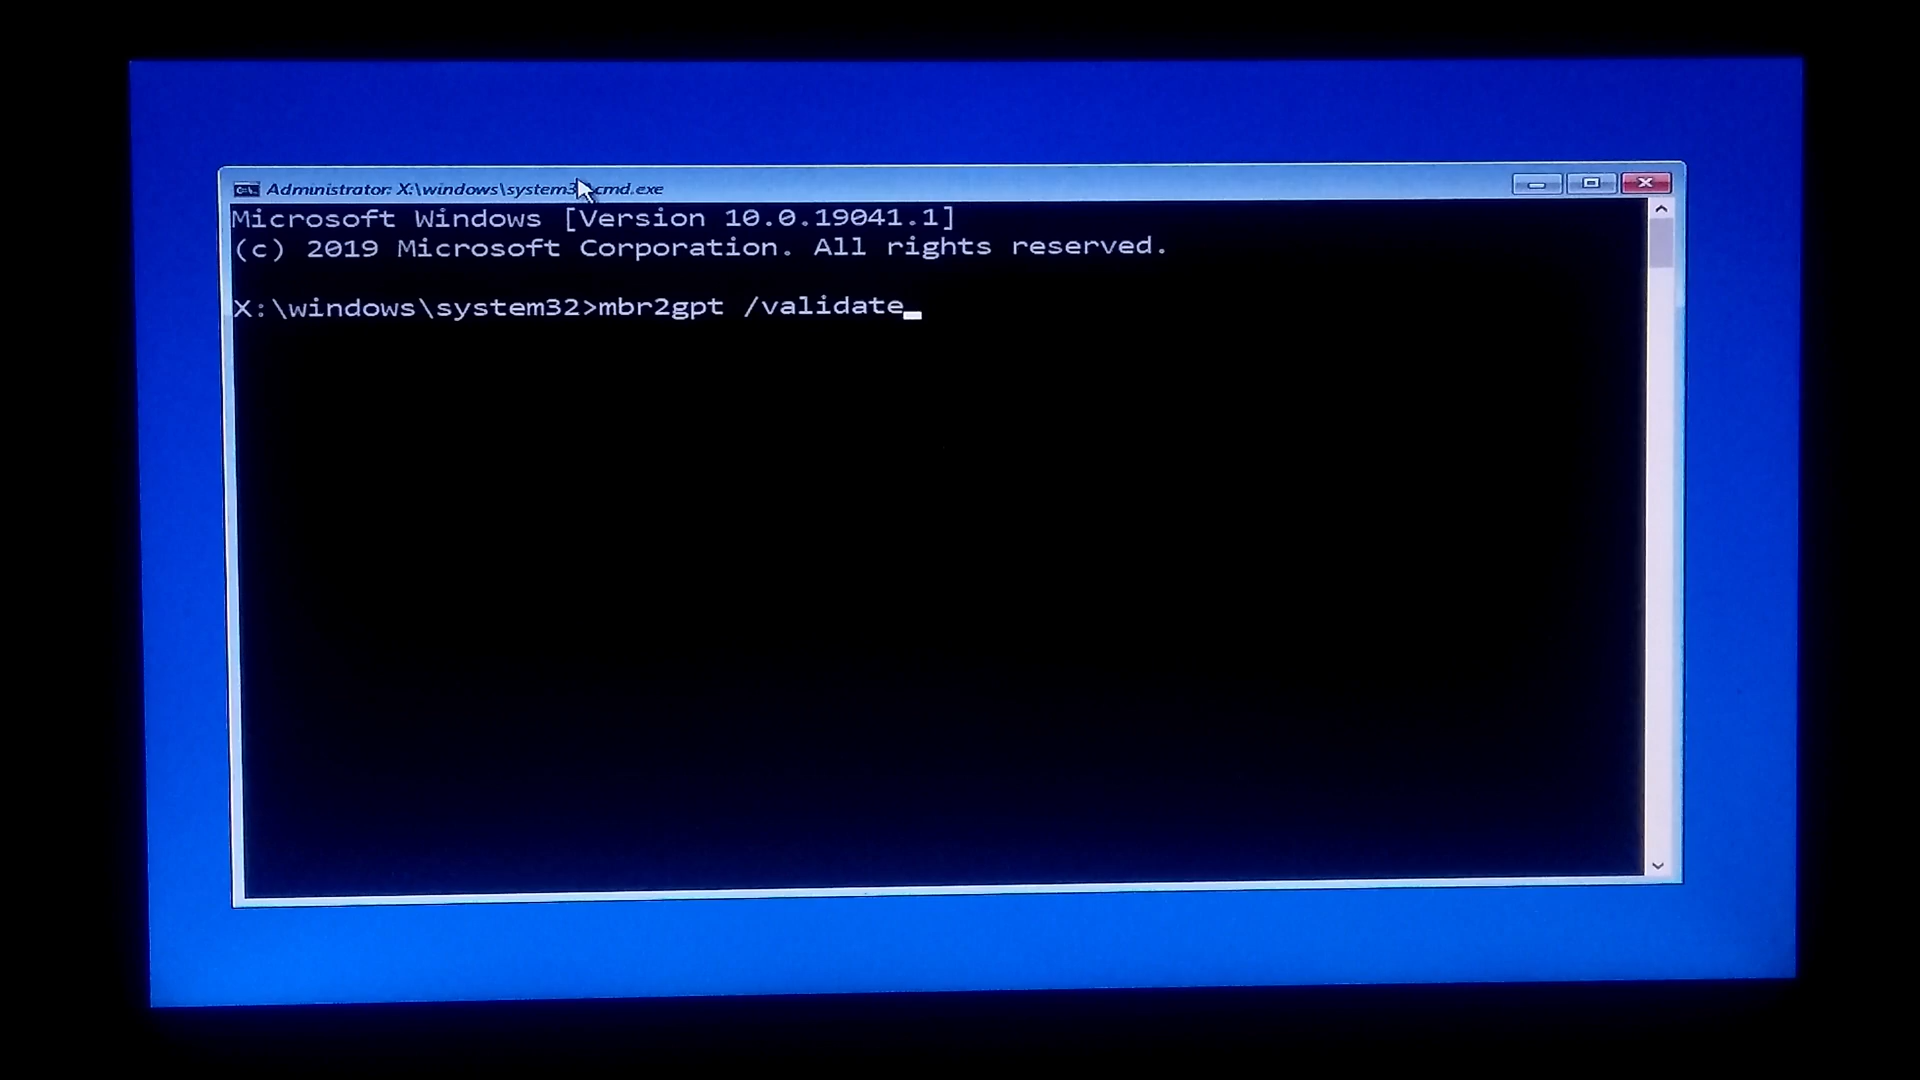 Administrator: X:\windows\system32\cmd.exe
Microsoft Windows [Version 10.0.19041.1]
(c) 2019 Microsoft Corporation. All rights reserved.
X:\windows\system32>mbr2gpt /validate